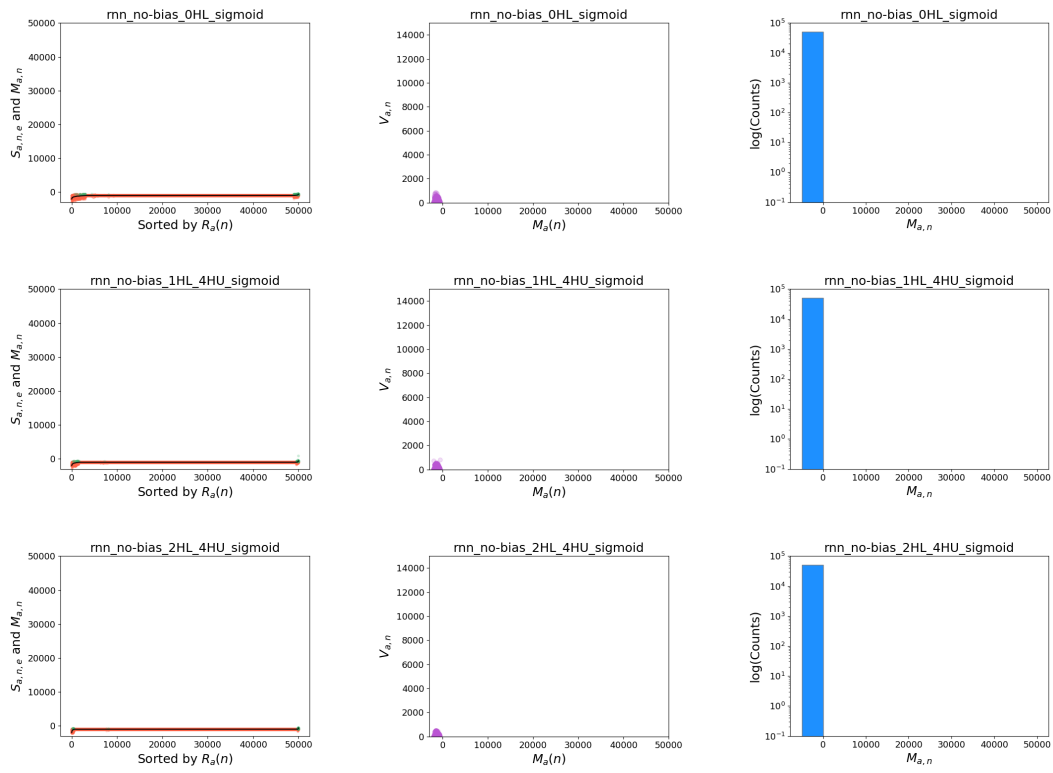 rnn_no-bias_0HL_sigmoid
50000
40000
30000
20000
10000
0
S_{a,n,e} and M_{a,n}
0 10000 20000 30000 40000 50000
Sorted by R_a(n)
rnn_no-bias_0HL_sigmoid
14000
12000
10000
8000
6000
4000
2000
0
V_{a,n}
0 10000 20000 30000 40000 50000
M_a(n)
rnn_no-bias_0HL_sigmoid
10^5
10^4
10^3
10^2
10^1
10^0
10^{-1}
log(Counts)
0 10000 20000 30000 40000 50000
M_{a,n}
rnn_no-bias_1HL_4HU_sigmoid
50000
40000
30000
20000
10000
0
S_{a,n,e} and M_{a,n}
0 10000 20000 30000 40000 50000
Sorted by R_a(n)
rnn_no-bias_1HL_4HU_sigmoid
14000
12000
10000
8000
6000
4000
2000
0
V_{a,n}
0 10000 20000 30000 40000 50000
M_a(n)
rnn_no-bias_1HL_4HU_sigmoid
10^5
10^4
10^3
10^2
10^1
10^0
10^{-1}
log(Counts)
0 10000 20000 30000 40000 50000
M_{a,n}
rnn_no-bias_2HL_4HU_sigmoid
50000
40000
30000
20000
10000
0
S_{a,n,e} and M_{a,n}
0 10000 20000 30000 40000 50000
Sorted by R_a(n)
rnn_no-bias_2HL_4HU_sigmoid
14000
12000
10000
8000
6000
4000
2000
0
V_{a,n}
0 10000 20000 30000 40000 50000
M_a(n)
rnn_no-bias_2HL_4HU_sigmoid
10^5
10^4
10^3
10^2
10^1
10^0
10^{-1}
log(Counts)
0 10000 20000 30000 40000 50000
M_{a,n}